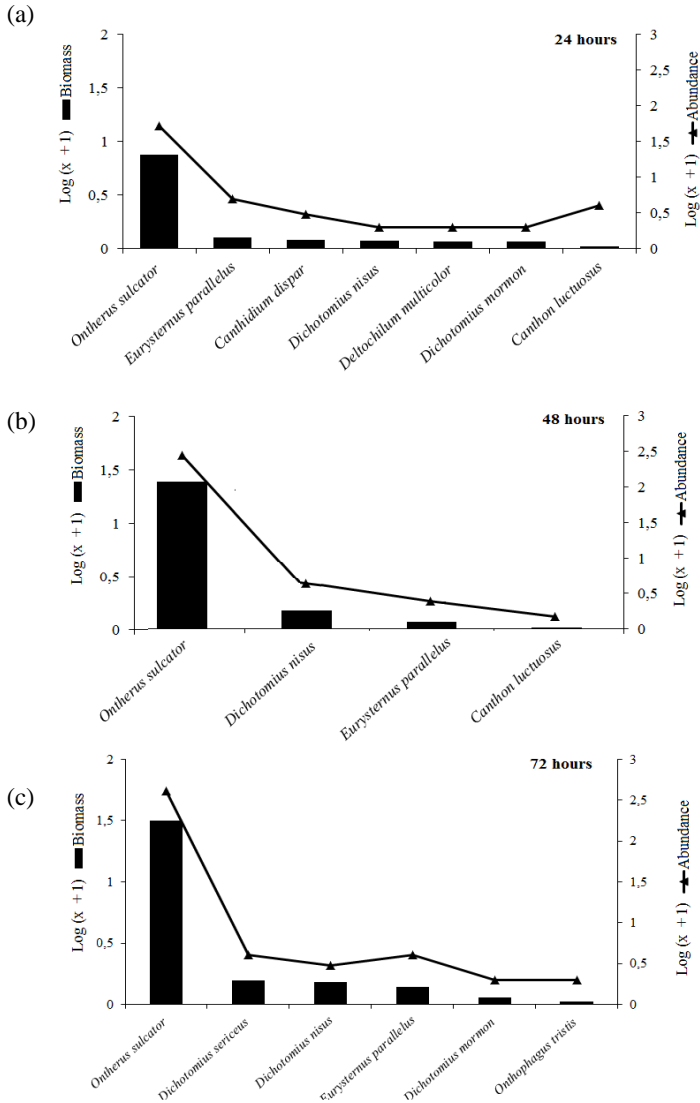 (a)
24 hours
Log (x + 1) Biomass
2
1,5
1
0,5
0
3
2,5
2
1,5
1
0,5
0
Log (x + 1) Abundance
Ontherus sulcator
Eurysternus parallelus
Canthidium dispar
Dichotomius nisus
Deltochilum multicolor
Dichotomius mormon
Canthon luctuosus
(b)
48 hours
Log (x + 1) Biomass
2
1,5
1
0,5
0
3
2,5
2
1,5
1
0,5
0
Log (x + 1) Abundance
Ontherus sulcator
Dichotomius nisus
Eurysternus parallelus
Canthon luctuosus
(c)
72 hours
Log (x + 1) Biomass
2
1,5
1
0,5
0
3
2,5
2
1,5
1
0,5
0
Log (x + 1) Abundance
Ontherus sulcator
Dichotomius sericeus
Dichotomius nisus
Eurysternus parallelus
Dichotomius mormon
Onthophagus tristis